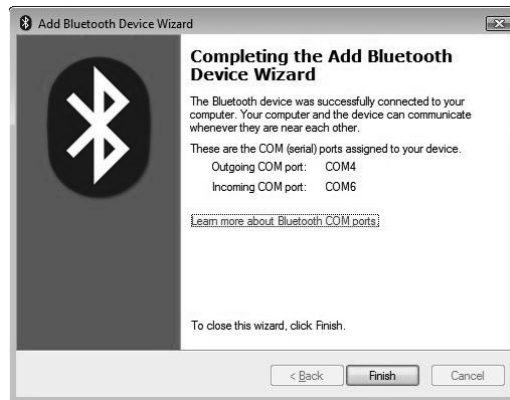 Add Bluetooth Device Wizard
Completing the Add Bluetooth
Device Wizard
The Bluetooth device was successfully connected to your
computer. Your computer and the device can communicate
whenever they are near each other.
These are the COM (serial) ports assigned to your device.
Outgoing COM port: COM4
Incoming COM port: COM6
Learn more about Bluetooth COM ports.
To close this wizard, click Finish.
< Back Finish Cancel